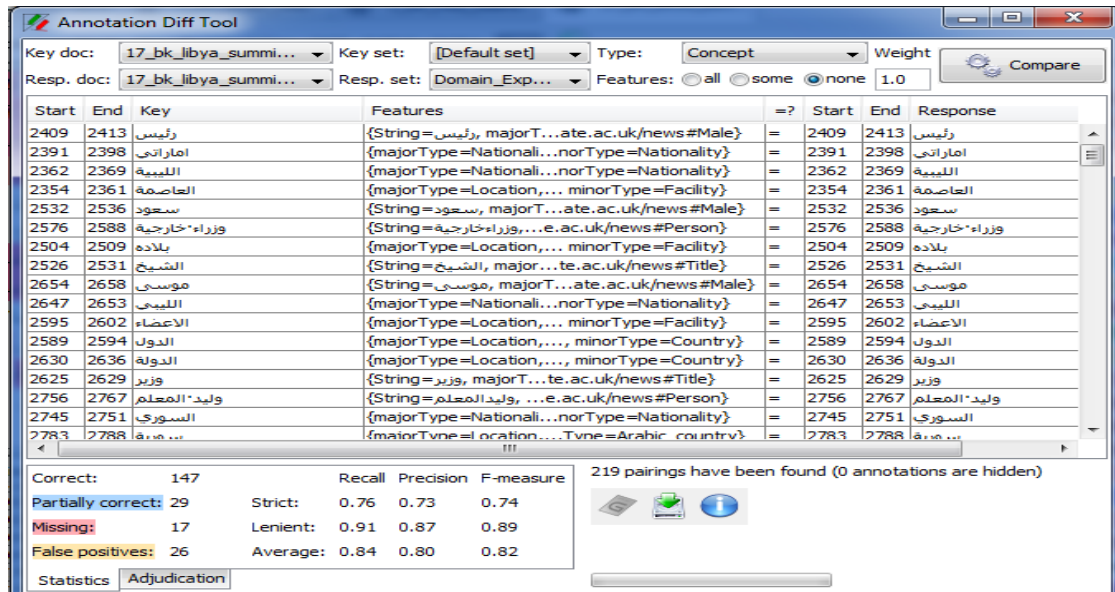 Annotation Diff Tool
Key doc: 17_bk_libya_summi... Key set: [Default set] Type: Concept Weight Compare
Resp. doc: 17_bk_libya_summi... Resp. set: Domain_Exp... Features: all some none 1.0
Start End Key Features =? Start End Response
2409 2413 رئيس {String=رئيس, majorT...ate.ac.uk/news#Male} = 2409 2413 رئيس
2391 2398 اماراتي {majorType=Nationali...norType=Nationality} = 2391 2398 اماراتي
2362 2369 الليبية {majorType=Nationali...norType=Nationality} = 2362 2369 الليبية
2354 2361 العاصمة {majorType=Location,... minorType=Facility} = 2354 2361 العاصمة
2532 2536 سعود {String=سعود, majorT...ate.ac.uk/news#Male} = 2532 2536 سعود
2576 2588 وزراء·خارجية {String=وزراءخارجية,...e.ac.uk/news#Person} = 2576 2588 وزراء·خارجية
2504 2509 بلاده {majorType=Location,... minorType=Facility} = 2504 2509 بلاده
2526 2531 الشيخ {String=الشيخ, major...te.ac.uk/news#Title} = 2526 2531 الشيخ
2654 2658 موسى {String=موسى, majorT...ate.ac.uk/news#Male} = 2654 2658 موسى
2647 2653 الليبي {majorType=Nationali...norType=Nationality} = 2647 2653 الليبي
2595 2602 الاعضاء {majorType=Location,... minorType=Facility} = 2595 2602 الاعضاء
2589 2594 الدول {majorType=Location,..., minorType=Country} = 2589 2594 الدول
2630 2636 الدولة {majorType=Location,..., minorType=Country} = 2630 2636 الدولة
2625 2629 وزير {String=وزير, majorT...te.ac.uk/news#Title} = 2625 2629 وزير
2756 2767 وليد·المعلم {String=وليدالمعلم, ...e.ac.uk/news#Person} = 2756 2767 وليد·المعلم
2745 2751 السوري {majorType=Nationali...norType=Nationality} = 2745 2751 السوري
2783 2788 سورية {majorType=Location,...Type=Arabic_country} = 2783 2788 سورية
Correct: 147 Recall Precision F-measure 219 pairings have been found (0 annotations are hidden)
Partially correct: 29 Strict: 0.76 0.73 0.74
Missing: 17 Lenient: 0.91 0.87 0.89
False positives: 26 Average: 0.84 0.80 0.82
Statistics Adjudication